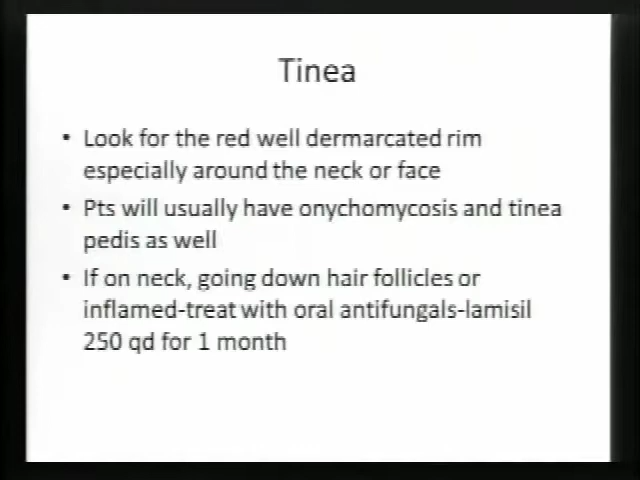 Tinea
• Look for the red well dermarcated rim
especially around the neck or face
• Pts will usually have onychomycosis and tinea
pedis as well
• If on neck, going down hair follicles or
inflamed-treat with oral antifungals-lamisil
250 qd for 1 month